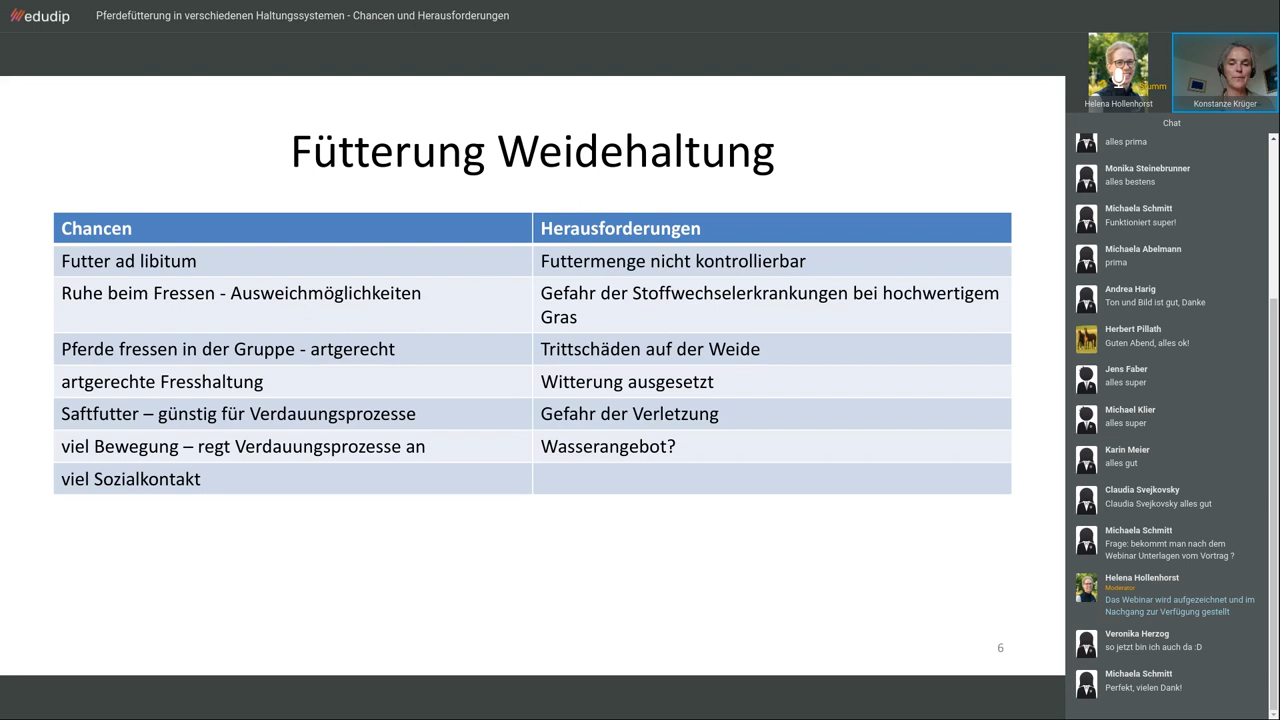 edudip
Pferdefütterung in verschiedenen Haltungssystemen - Chancen und Herausforderungen
Fütterung Weidehaltung
Chancen
Herausforderungen
Futter ad libitum
Futtermenge nicht kontrollierbar
Ruhe beim Fressen - Ausweichmöglichkeiten
Gefahr der Stoffwechselerkrankungen bei hochwertigem
Gras
Pferde fressen in der Gruppe - artgerecht
Trittschäden auf der Weide
artgerechte Fresshaltung
Witterung ausgesetzt
Saftfutter – günstig für Verdauungsprozesse
Gefahr der Verletzung
viel Bewegung – regt Verdauungsprozesse an
Wasserangebot?
viel Sozialkontakt
6
Helena Hollenhorst
Konstanze Krüger
Chat
alles prima
Monika Steinebrunner
alles bestens
Michaela Schmitt
Funktioniert super!
Michaela Abelmann
prima
Andrea Harig
Ton und Bild ist gut, Danke
Herbert Pillath
Guten Abend, alles ok!
Jens Faber
alles super
Michael Klier
alles super
Karin Meier
alles gut
Claudia Svejkovsky
Claudia Svejkovsky alles gut
Michaela Schmitt
Frage: bekommt man nach dem
Webinar Unterlagen vom Vortrag ?
Helena Hollenhorst
Moderator
Das Webinar wird aufgezeichnet und im
Nachgang zur Verfügung gestellt
Veronika Herzog
so jetzt bin ich auch da :D
Michaela Schmitt
Perfekt, vielen Dank!